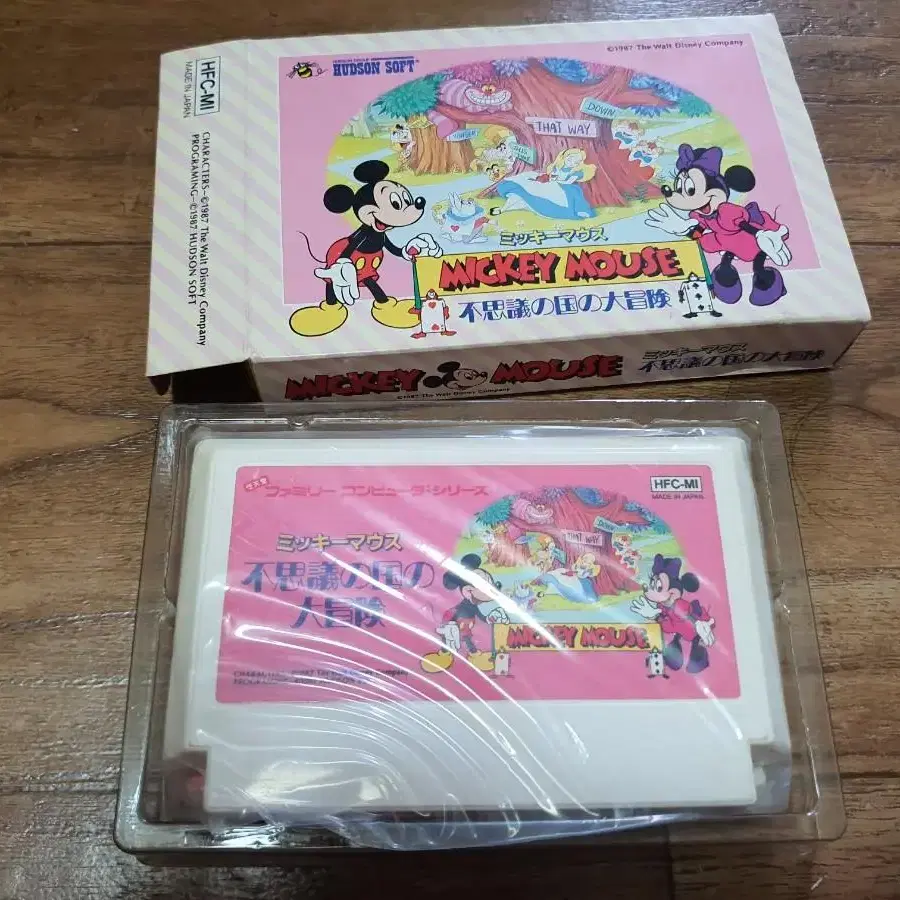 HFC-MI
MADE IN JAPAN
CHARACTERS-©1987 The Walt Disney Company
PROGRAMING-©1987 HUDSON SOFT
HUDSON SOFT
©1987 The Walt Disney Company
DOWN
THAT WAY
ミッキーマウス
MICKEY MOUSE
不思議の国の大冒険
MICKEY MOUSE
ミッキーマウス
不思議の国の大冒険
©1987 The Walt Disney Company
ファミリー コンピュータ・シリーズ
HFC-MI
MADE IN JAPAN
ミッキーマウス
不思議の国の
大冒険
DOWN
THAT WAY
MICKEY MOUSE